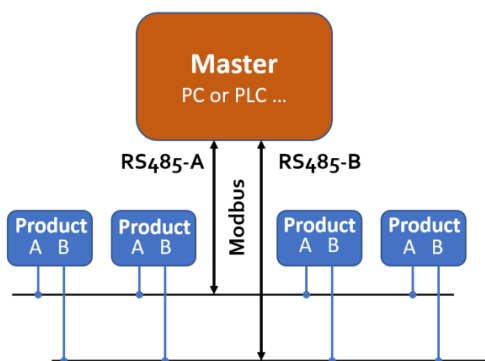 Master
PC or PLC ...
RS485-A
RS485-B
Modbus
Product
A B
Product
A B
Product
A B
Product
A B